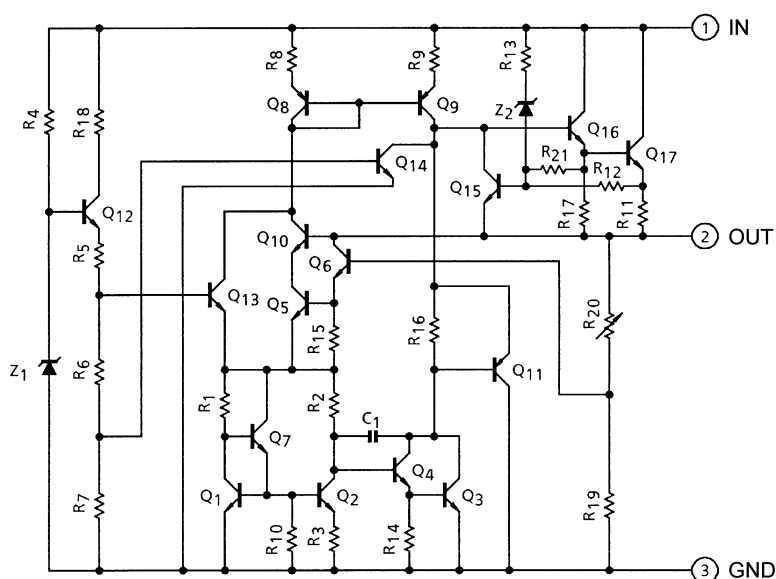 1 IN
R8
R9
R13
R4
R18
Q8
Q9
Z2
Q16
Q14
R21
Q17
Q15
R12
Q12
R17
R11
R5
Q10
2 OUT
Q6
Q13
Q5
R20
R15
R16
Z1
R6
Q11
R1
R2
C1
Q7
Q4
Q1
Q2
Q3
R7
R10
R3
R14
R19
3 GND